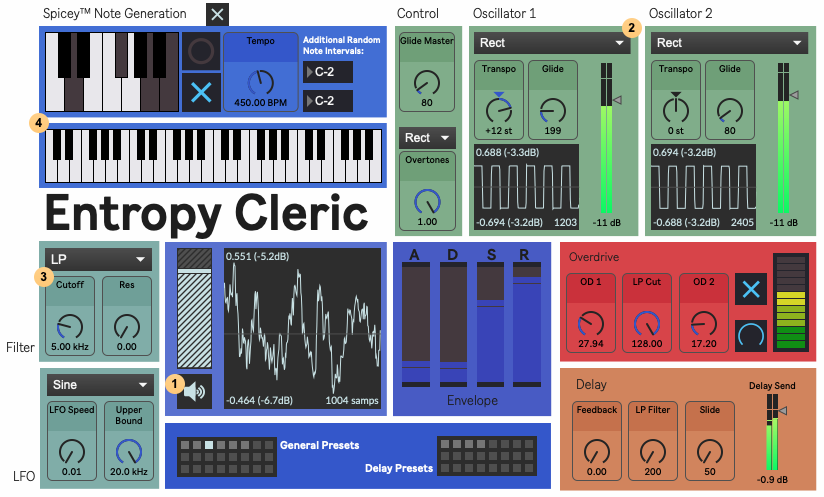 Spicey™ Note Generation
Control
Oscillator 1
Oscillator 2
Tempo
450.00 BPM
Additional Random
Note Intervals:
C-2
C-2
Glide Master
80
Rect
Overtones
1.00
Rect
2
Transpo
+12 st
Glide
199
0.688 (-3.3dB)
-0.694 (-3.2dB) 1203
-11 dB
Rect
Transpo
0 st
Glide
80
0.694 (-3.2dB)
-0.688 (-3.2dB) 2405
-11 dB
4
Entropy Cleric
LP
3
Cutoff
5.00 kHz
Res
0.00
Filter
1
0.551 (-5.2dB)
-0.464 (-6.7dB) 1004 samps
A D S R
Envelope
Overdrive
OD 1
27.94
LP Cut
128.00
OD 2
17.20
Sine
LFO Speed
0.01
Upper
Bound
20.0 kHz
LFO
General Presets
Delay Presets
Delay
Feedback
0.00
LP Filter
200
Slide
50
Delay Send
-0.9 dB